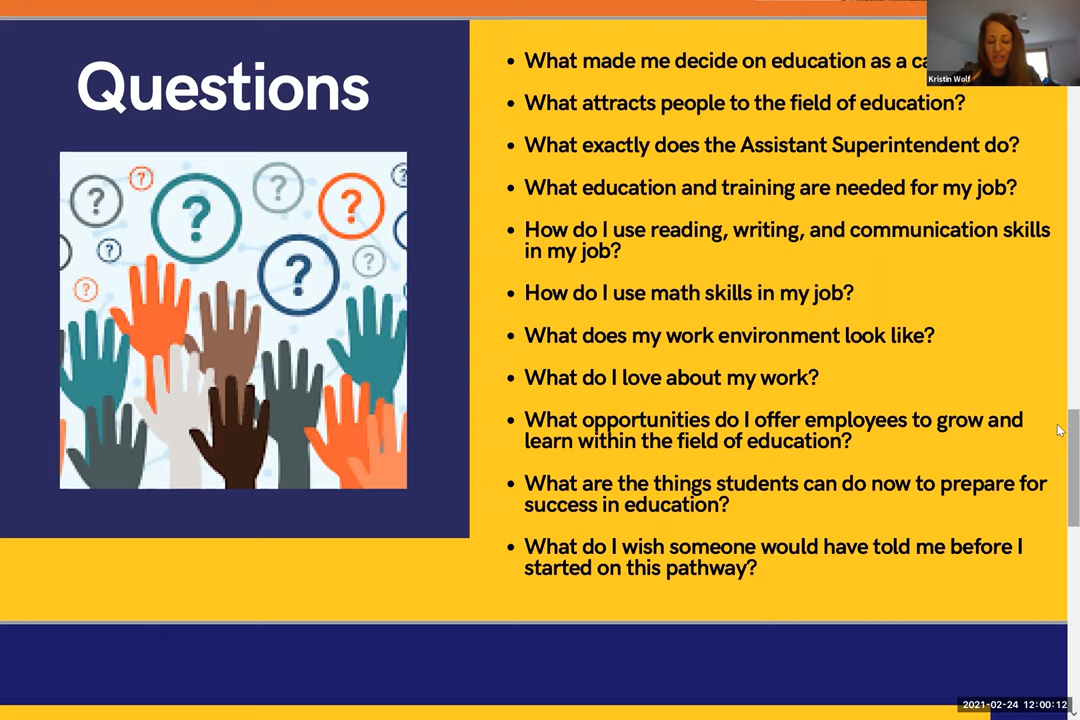 Questions
• What made me decide on education as a
• What attracts people to the field of education?
• What exactly does the Assistant Superintendent do?
• What education and training are needed for my job?
• How do I use reading, writing, and communication skills
in my job?
• How do I use math skills in my job?
• What does my work environment look like?
• What do I love about my work?
• What opportunities do I offer employees to grow and
learn within the field of education?
• What are the things students can do now to prepare for
success in education?
• What do I wish someone would have told me before I
started on this pathway?
Kristin Wolf
? ? ? ? ? ?
? ? ? ?
?
2021-02-24 12:00:12